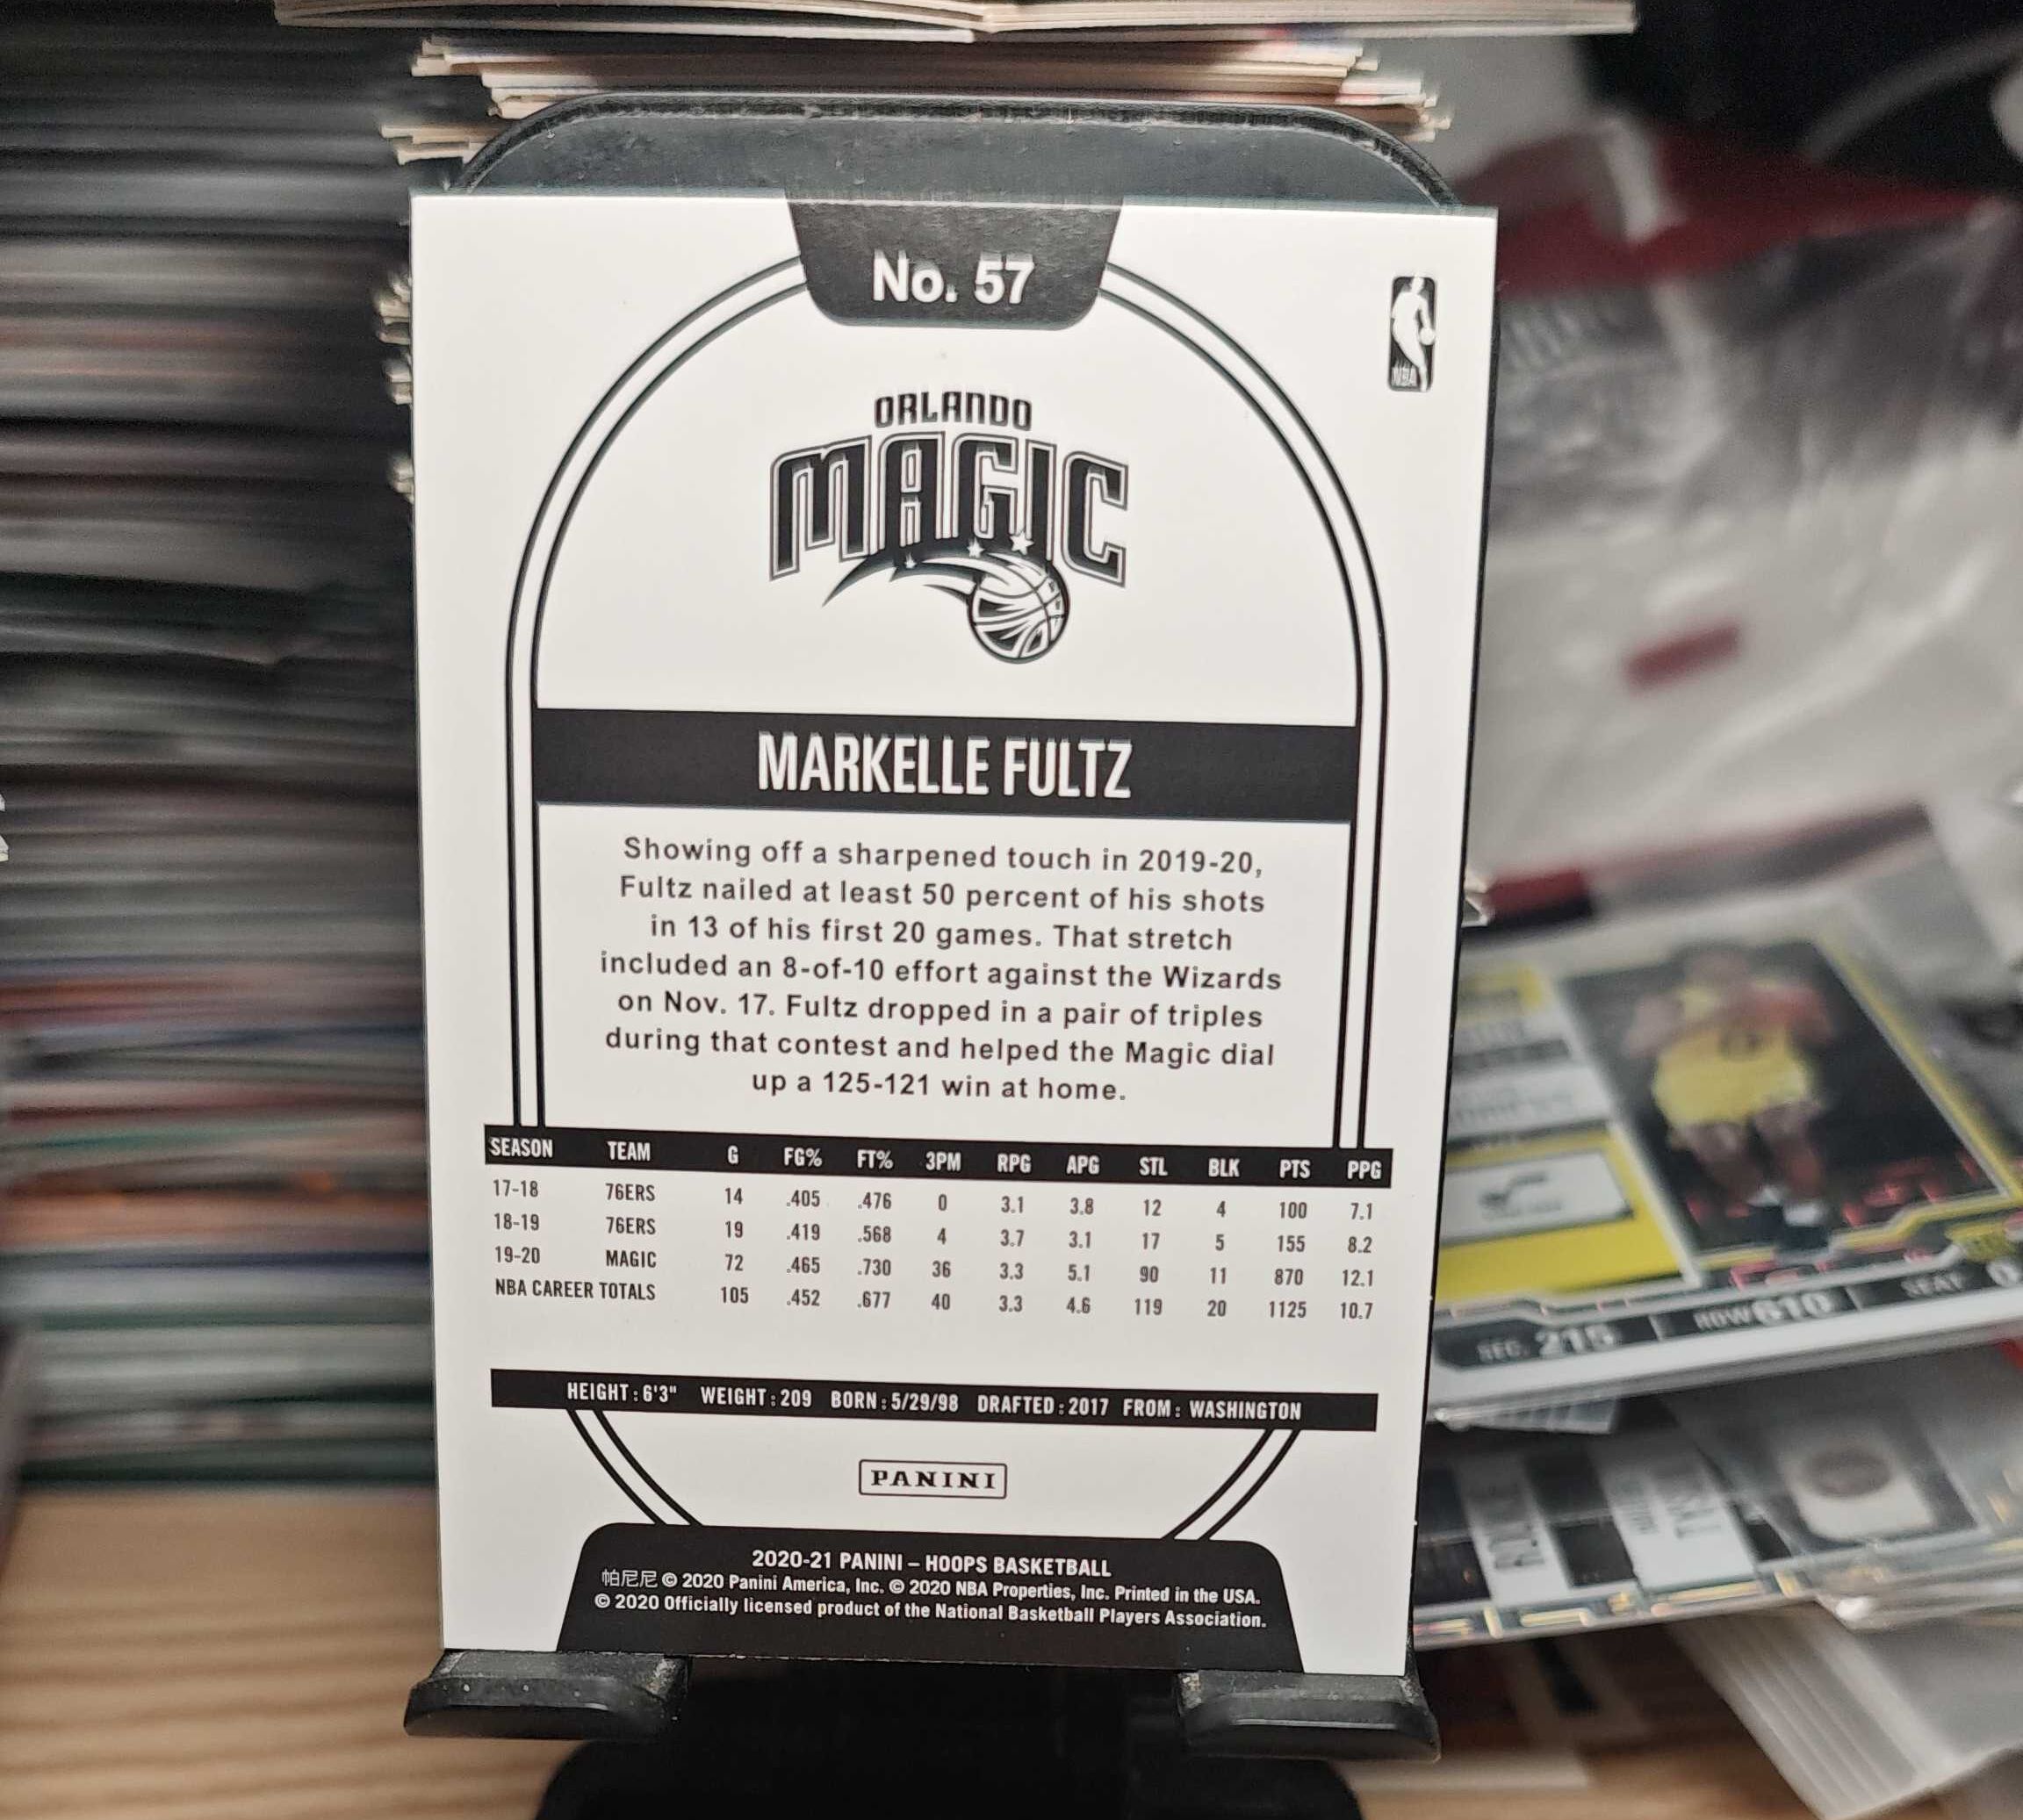 No. 57
NBA
ORLANDO
MAGIC
MARKELLE FULTZ
Showing off a sharpened touch in 2019-20,
Fultz nailed at least 50 percent of his shots
in 13 of his first 20 games. That stretch
included an 8-of-10 effort against the Wizards
on Nov. 17. Fultz dropped in a pair of triples
during that contest and helped the Magic dial
up a 125-121 win at home.
SEASON TEAM G FG% FT% 3PM RPG APG STL BLK PTS PPG
17-18 76ERS 14 .405 .476 0 3.1 3.8 12 4 100 7.1
18-19 76ERS 19 .419 .568 4 3.7 3.1 17 5 155 8.2
19-20 MAGIC 72 .465 .730 36 3.3 5.1 90 11 870 12.1
NBA CAREER TOTALS 105 .452 .677 40 3.3 4.6 119 20 1125 10.7
HEIGHT: 6'3" WEIGHT: 209 BORN: 5/29/98 DRAFTED: 2017 FROM: WASHINGTON
PANINI
2020-21 PANINI – HOOPS BASKETBALL
帕尼尼 © 2020 Panini America, Inc. © 2020 NBA Properties, Inc. Printed in the USA.
© 2020 Officially licensed product of the National Basketball Players Association.
SEC. 215 ROW 610 SEAT